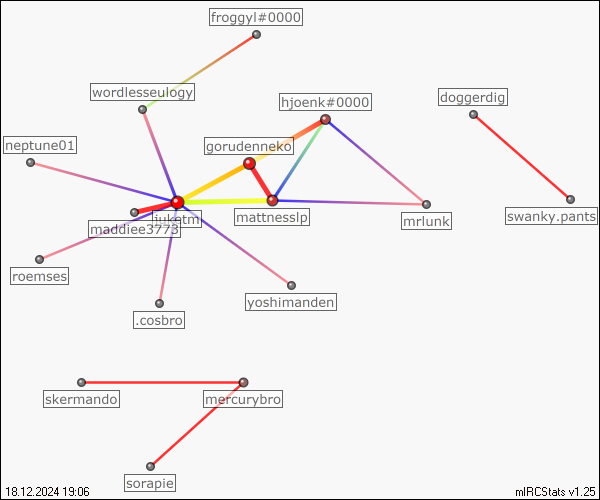 froggyl#0000
wordlesseulogy
hjoenk#0000
doggerdig
neptune01
gorudenneko
mattnesslp
mrlunk
swanky.pants
maddiee3773
roemses
yoshimanden
.cosbro
skermando
mercurybro
sorapie
18.12.2024 19:06
mIRCStats v1.25